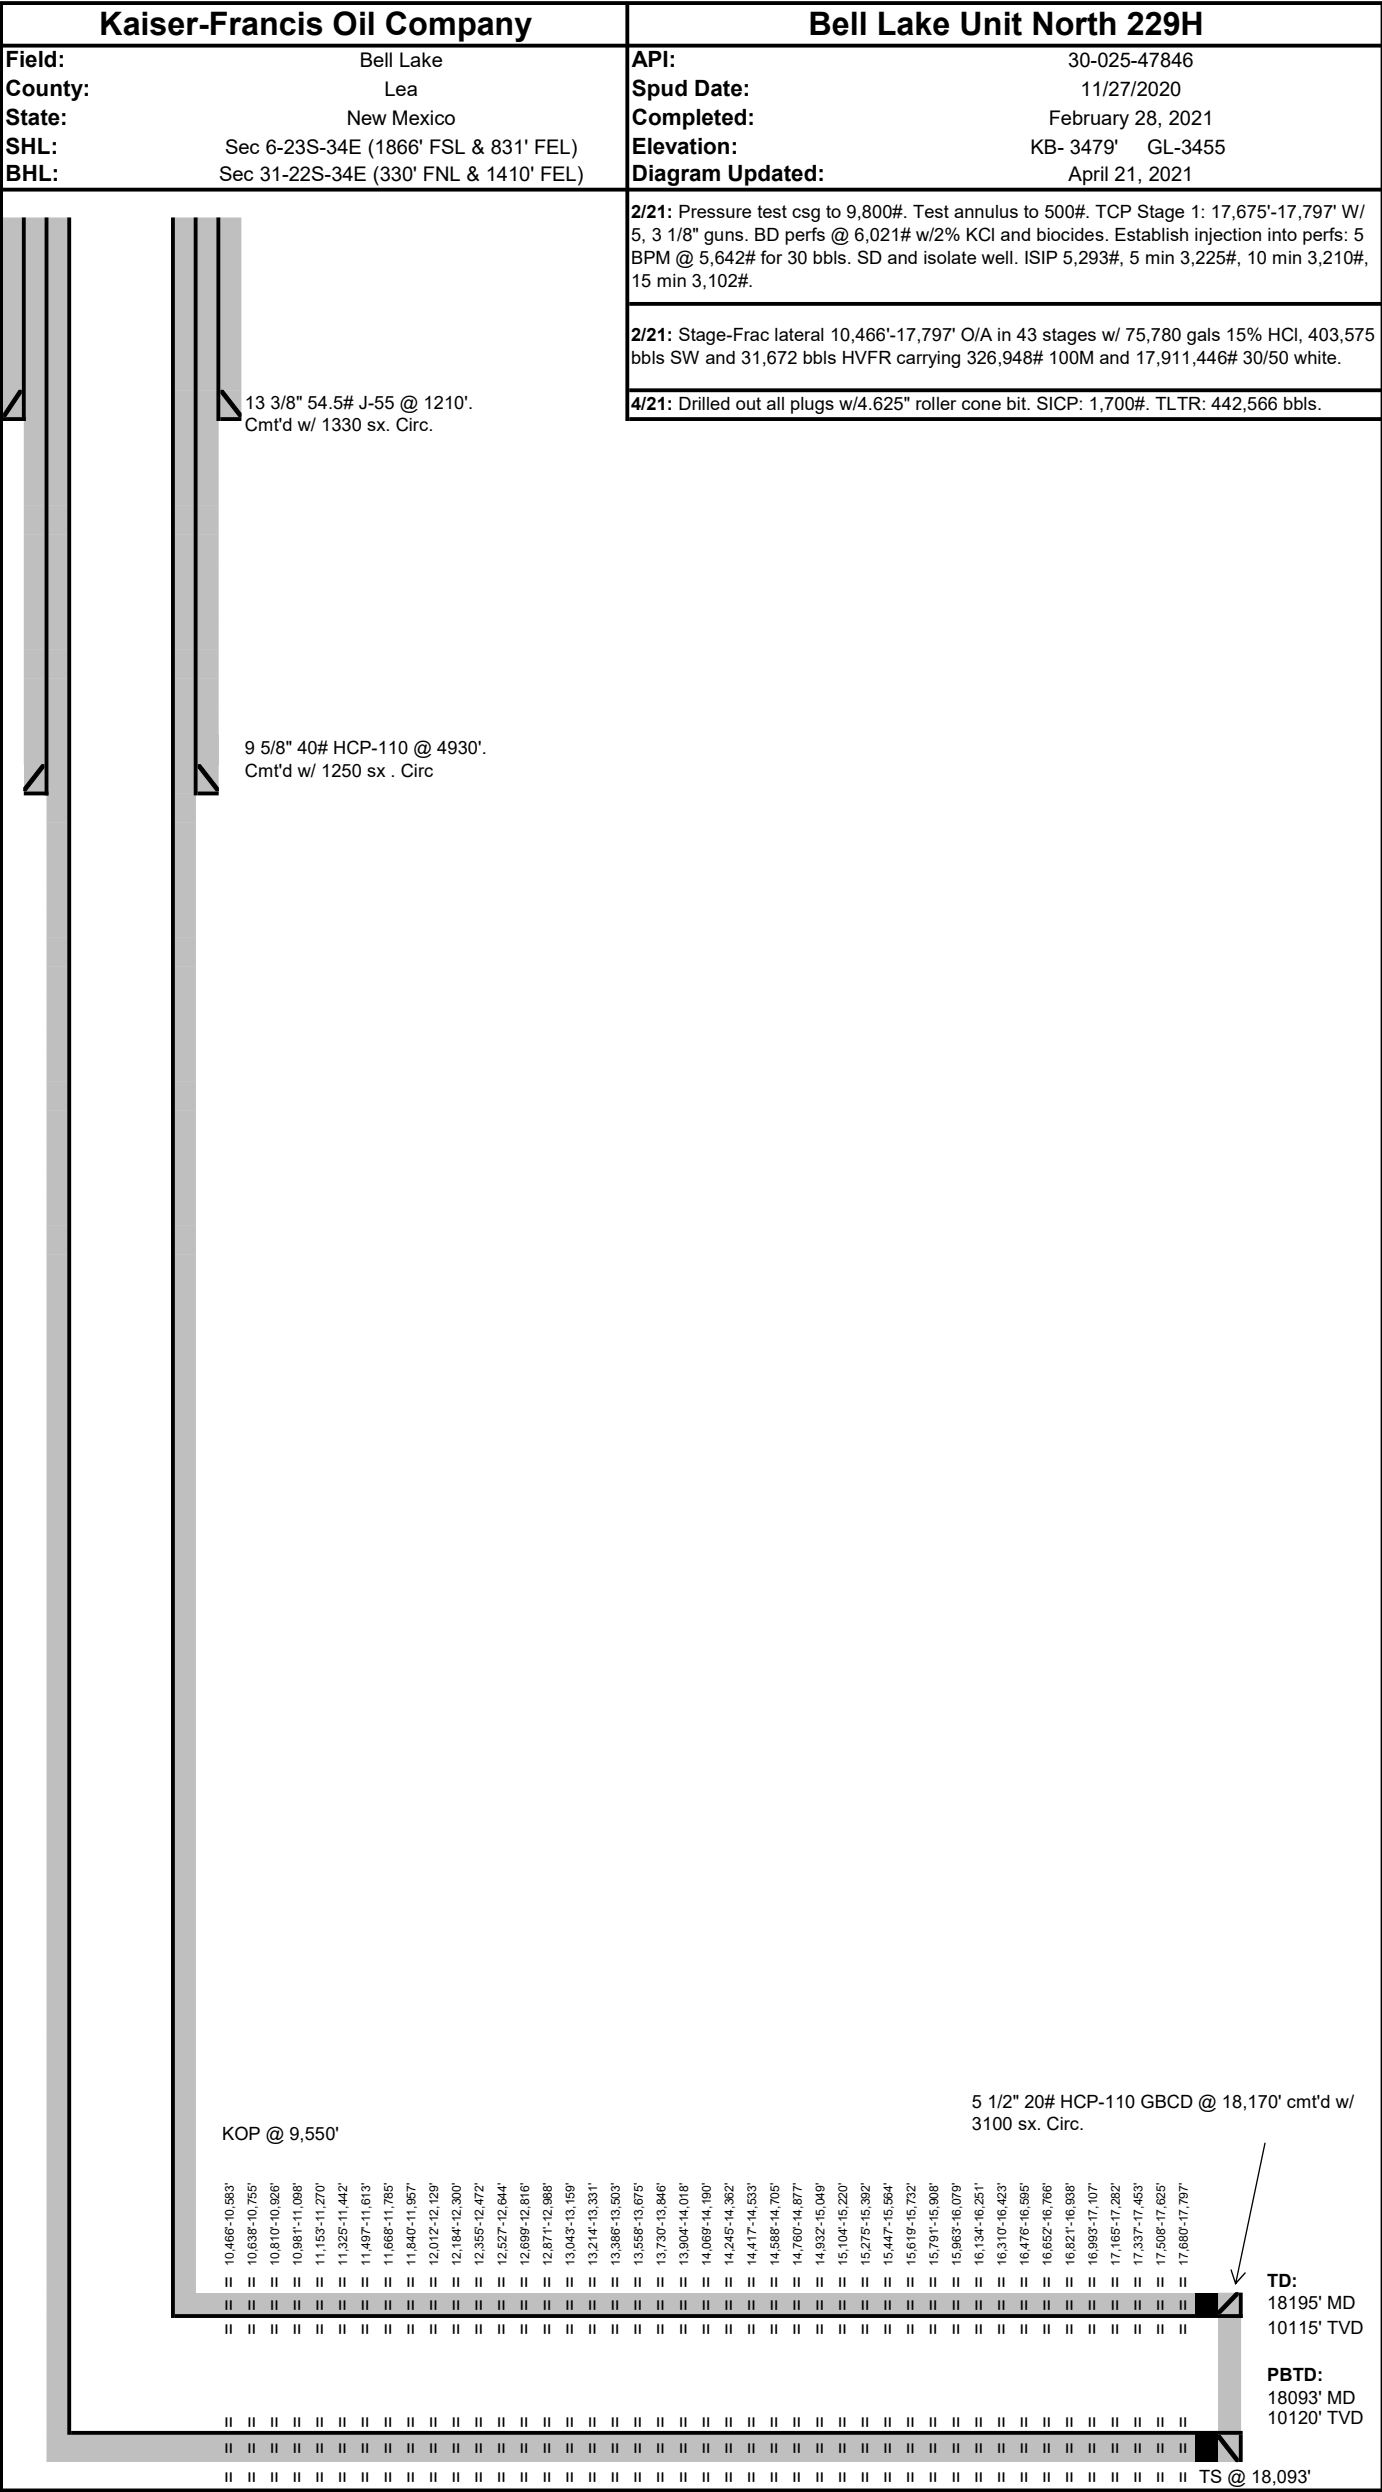 Kaiser-Francis Oil Company
Bell Lake Unit North 229H
Field: Bell Lake
County: Lea
State: New Mexico
SHL: Sec 6-23S-34E (1866' FSL & 831' FEL)
BHL: Sec 31-22S-34E (330' FNL & 1410' FEL)
API: 30-025-47846
Spud Date: 11/27/2020
Completed: February 28, 2021
Elevation: KB- 3479' GL-3455
Diagram Updated: April 21, 2021
2/21: Pressure test csg to 9,800#. Test annulus to 500#. TCP Stage 1: 17,675'-17,797' W/
5, 3 1/8" guns. BD perfs @ 6,021# w/2% KCl and biocides. Establish injection into perfs: 5
BPM @ 5,642# for 30 bbls. SD and isolate well. ISIP 5,293#, 5 min 3,225#, 10 min 3,210#,
15 min 3,102#.
2/21: Stage-Frac lateral 10,466'-17,797' O/A in 43 stages w/ 75,780 gals 15% HCl, 403,575
bbls SW and 31,672 bbls HVFR carrying 326,948# 100M and 17,911,446# 30/50 white.
4/21: Drilled out all plugs w/4.625" roller cone bit. SICP: 1,700#. TLTR: 442,566 bbls.
13 3/8" 54.5# J-55 @ 1210'.
Cmt'd w/ 1330 sx. Circ.
9 5/8" 40# HCP-110 @ 4930'.
Cmt'd w/ 1250 sx . Circ
5 1/2" 20# HCP-110 GBCD @ 18,170' cmt'd w/
3100 sx. Circ.
KOP @ 9,550'
10,466'-10,583'
10,638'-10,755'
10,810'-10,926'
10,981'-11,098'
11,153'-11,270'
11,325'-11,442'
11,497'-11,613'
11,668'-11,785'
11,840'-11,957'
12,012'-12,129'
12,184'-12,300'
12,355'-12,472'
12,527'-12,644'
12,699'-12,816'
12,871'-12,988'
13,043'-13,159'
13,214'-13,331'
13,386'-13,503'
13,558'-13,675'
13,730'-13,846'
13,904'-14,018'
14,069'-14,190'
14,245'-14,362'
14,417'-14,533'
14,588'-14,705'
14,760'-14,877'
14,932'-15,049'
15,104'-15,220'
15,275'-15,392'
15,447'-15,564'
15,619'-15,732'
15,791'-15,908'
15,963'-16,079'
16,134'-16,251'
16,310'-16,423'
16,476'-16,595'
16,652'-16,766'
16,821'-16,938'
16,993'-17,107'
17,165'-17,282'
17,337'-17,453'
17,508'-17,625'
17,680'-17,797'
TD:
18195' MD
10115' TVD
PBTD:
18093' MD
10120' TVD
TS @ 18,093'